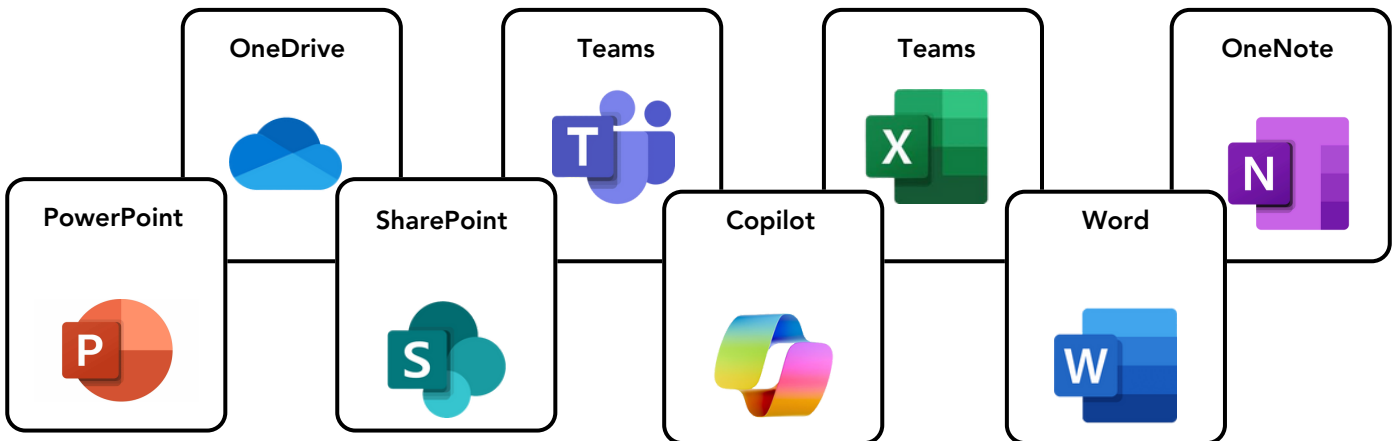 OneDrive
Teams
T
Teams
X
OneNote
N
PowerPoint
P
SharePoint
S
Copilot
Word
W